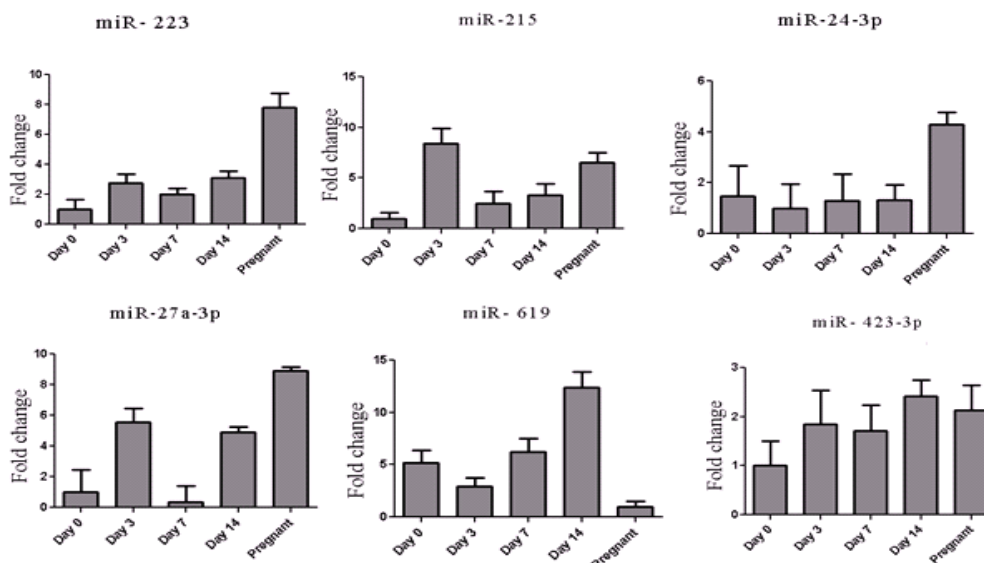 miR- 223
Fold change
10
8
6
4
2
0
Day 0
Day 3
Day 7
Day 14
Pregnant
miR-215
Fold change
15
10
5
0
Day 0
Day 3
Day 7
Day 14
Pregnant
miR-24-3p
Fold change
6
4
2
0
Day 0
Day 3
Day 7
Day 14
Pregnant
miR-27a-3p
Fold change
10
8
6
4
2
0
Day 0
Day 3
Day 7
Day 14
Pregnant
miR- 619
Fold change
15
10
5
0
Day 0
Day 3
Day 7
Day 14
Pregnant
miR- 423-3p
Fold change
3
2
1
0
Day 0
Day 3
Day 7
Day 14
Pregnant